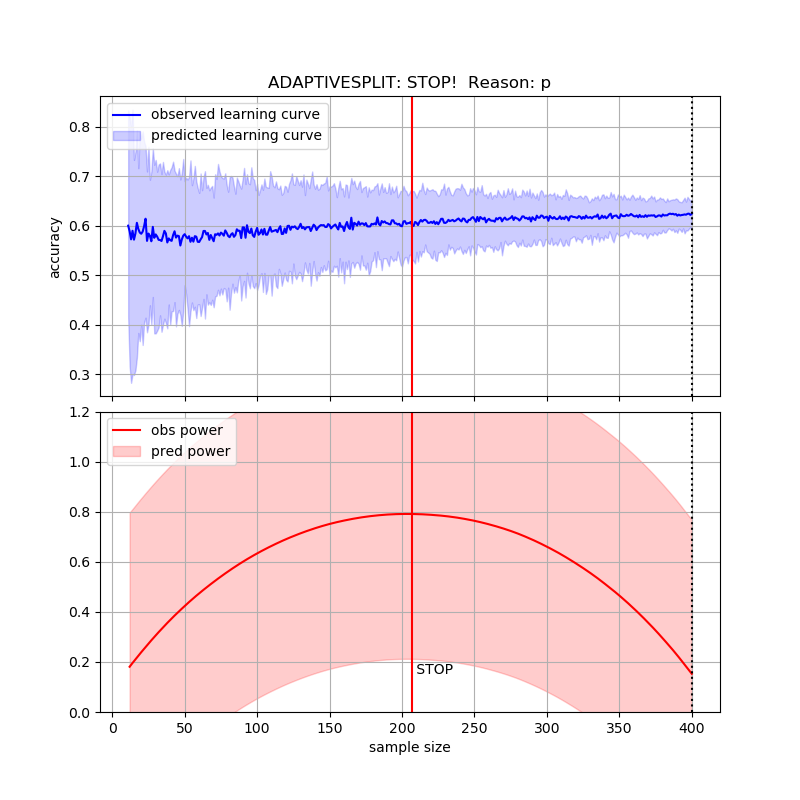 ADAPTIVESPLIT: STOP!  Reason: p
observed learning curve
predicted learning curve
0.8
0.7
0.6
0.5
0.4
0.3
accuracy
obs power
pred power
1.2
1.0
0.8
0.6
0.4
0.2
0.0
STOP
0 50 100 150 200 250 300 350 400
sample size